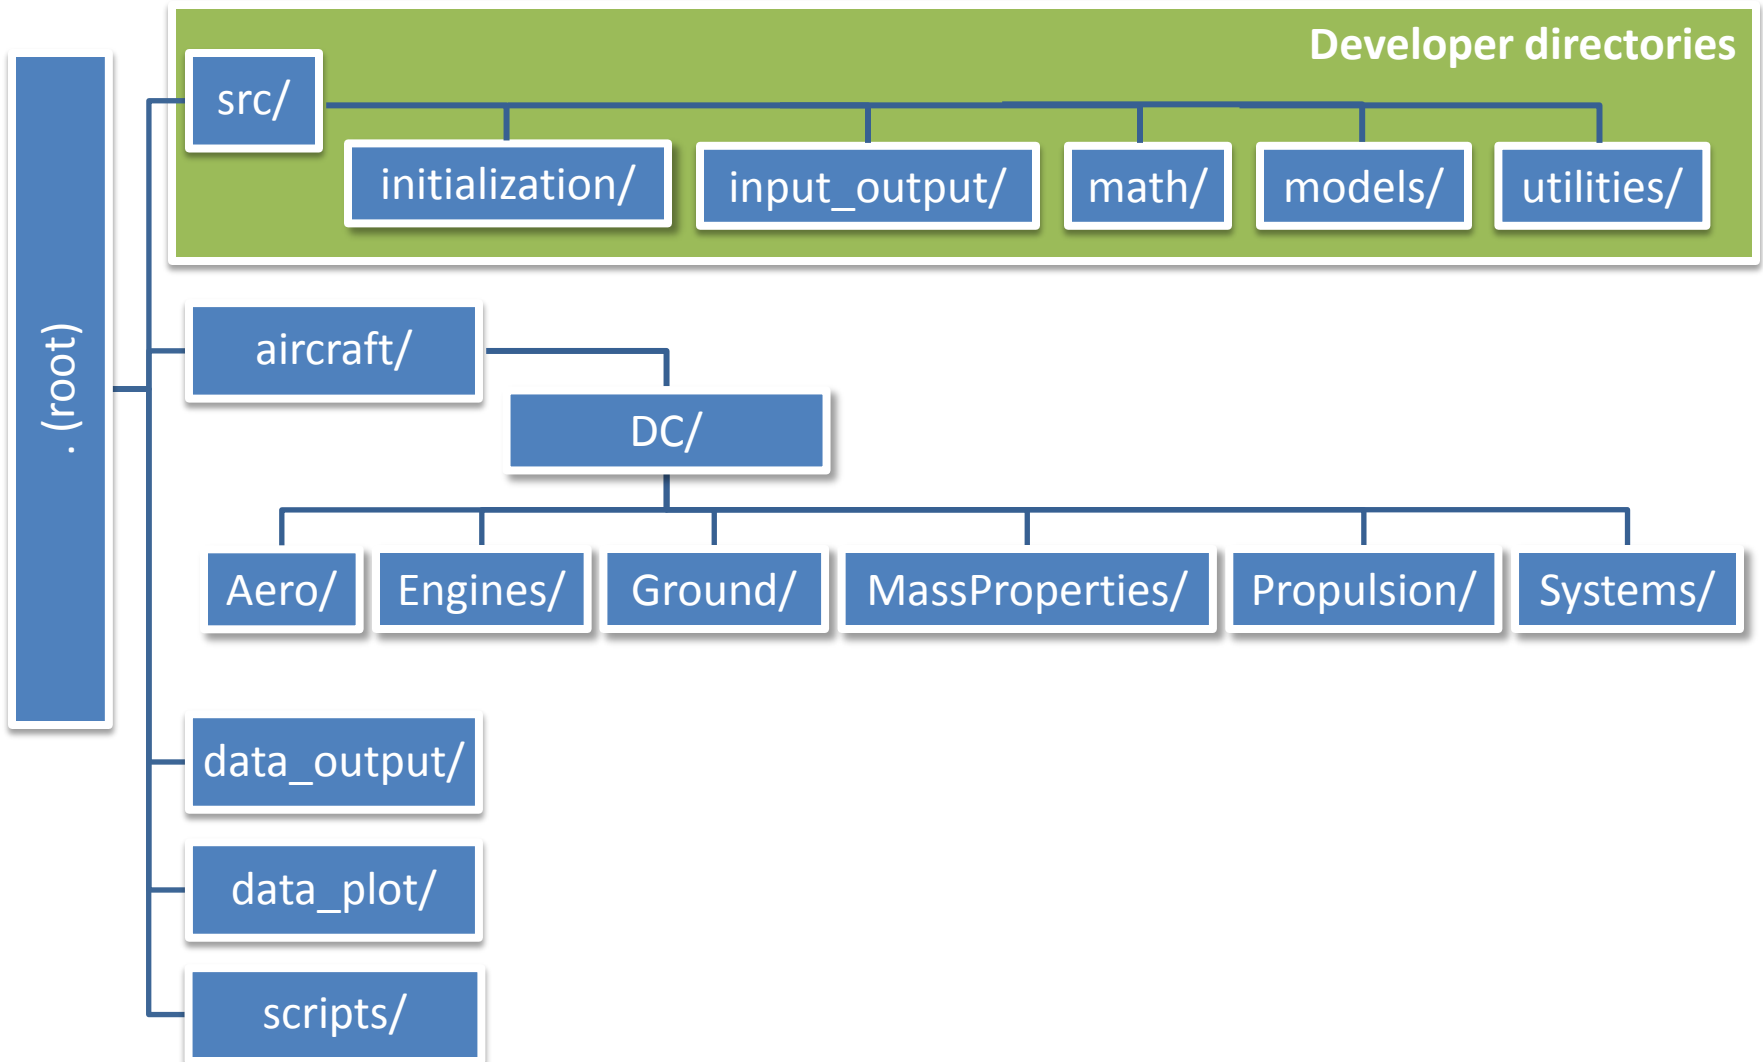 Developer directories
src/
initialization/
input_output/
math/
models/
utilities/
. (root)
aircraft/
DC/
Aero/
Engines/
Ground/
MassProperties/
Propulsion/
Systems/
data_output/
data_plot/
scripts/